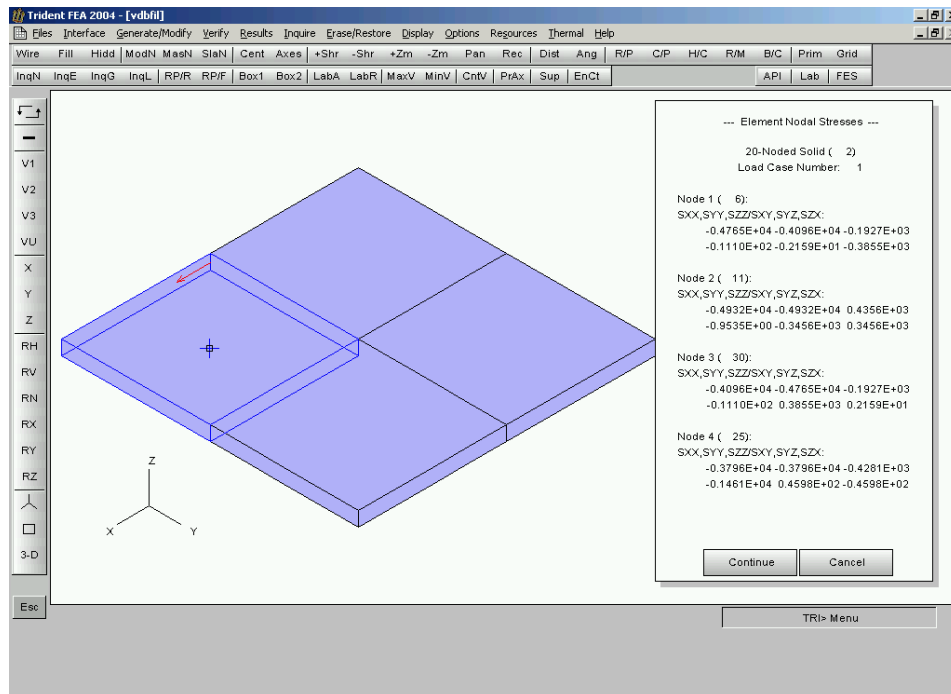 Trident FEA 2004 - [vdbfil]
Files Interface Generate/Modify Verify Results Inquire Erase/Restore Display Options Resources Thermal Help
Wire Fill Hidd ModN MasN SlaN Cent Axes +Shr -Shr +Zm -Zm Pan Rec Dist Ang R/P C/P H/C R/M B/C Prim Grid
InqN InqE InqG InqL RP/R RP/F Box1 Box2 LabA LabR MaxV MinV CntV PrAx Sup EnCt API Lab FES
V1
V2
V3
VU
X
Y
Z
RH
RV
RN
RX
RY
RZ
3-D
Esc
Z
X
Y
--- Element Nodal Stresses ---
20-Noded Solid ( 2)
Load Case Number: 1
Node 1 ( 6):
SXX,SYY,SZZ/SXY,SYZ,SZX:
-0.4765E+04 -0.4096E+04 -0.1927E+03
-0.1110E+02 -0.2159E+01 -0.3855E+03
Node 2 ( 11):
SXX,SYY,SZZ/SXY,SYZ,SZX:
-0.4932E+04 -0.4932E+04 0.4356E+03
-0.9535E+00 -0.3456E+03 0.3456E+03
Node 3 ( 30):
SXX,SYY,SZZ/SXY,SYZ,SZX:
-0.4096E+04 -0.4765E+04 -0.1927E+03
-0.1110E+02 0.3855E+03 0.2159E+01
Node 4 ( 25):
SXX,SYY,SZZ/SXY,SYZ,SZX:
-0.3796E+04 -0.3796E+04 -0.4281E+03
-0.1461E+04 0.4598E+02 -0.4598E+02
Continue Cancel
TRI> Menu